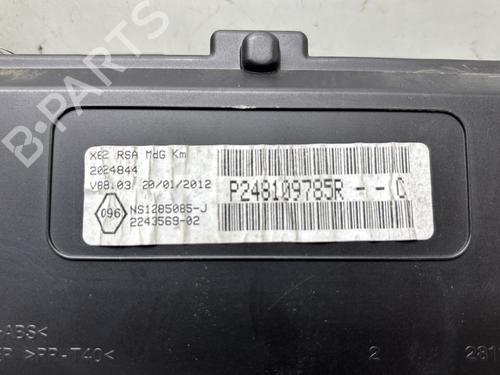 X62 RSA MdG Km
2024844
V08.03 20/01/2012
P248109785R -- C
096
NS1285085-J
2243569-02
>ABS<
>PP-T40<
2
B-PARTS